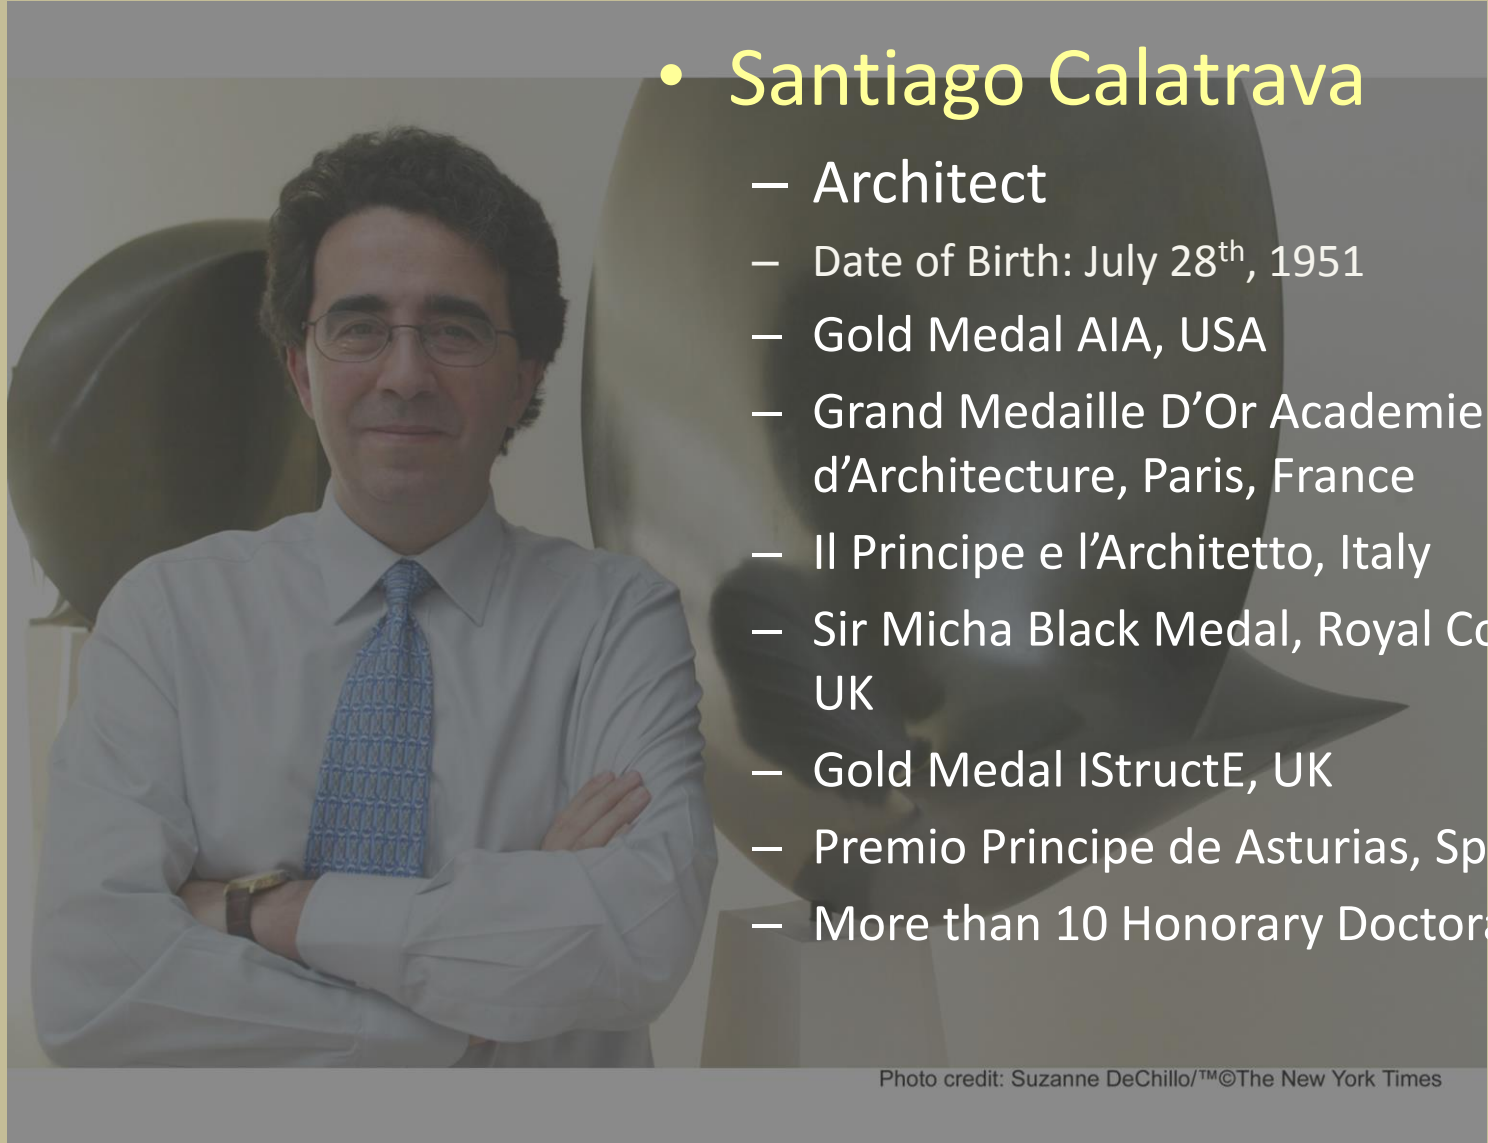 • Santiago Calatrava
– Architect
– Date of Birth: July 28th, 1951
– Gold Medal AIA, USA
– Grand Medaille D’Or Academie
d’Architecture, Paris, France
– Il Principe e l’Architetto, Italy
– Sir Micha Black Medal, Royal
UK
– Gold Medal IStructE, UK
– Premio Principe de Asturias,
– More than 10 Honorary
Photo credit: Suzanne DeChillo/™©The New York Times